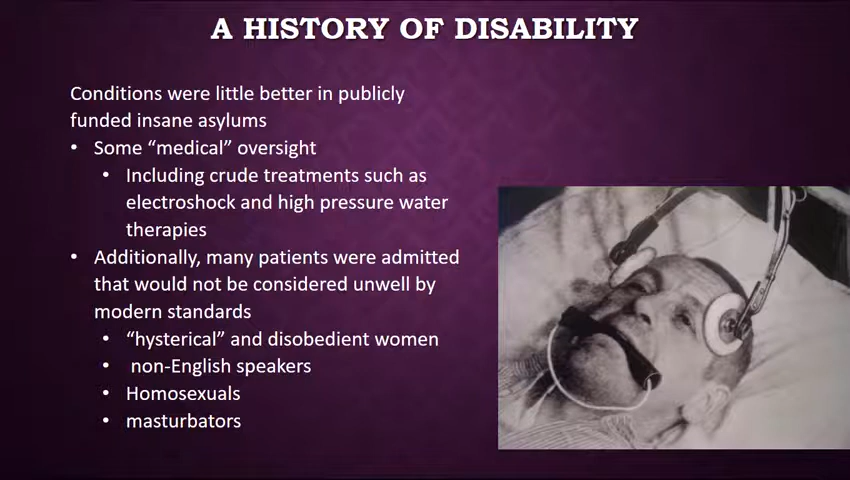 A HISTORY OF DISABILITY
Conditions were little better in publicly
funded insane asylums
• Some “medical” oversight
• Including crude treatments such as
electroshock and high pressure water
therapies
• Additionally, many patients were admitted
that would not be considered unwell by
modern standards
• “hysterical” and disobedient women
• non-English speakers
• Homosexuals
• masturbators